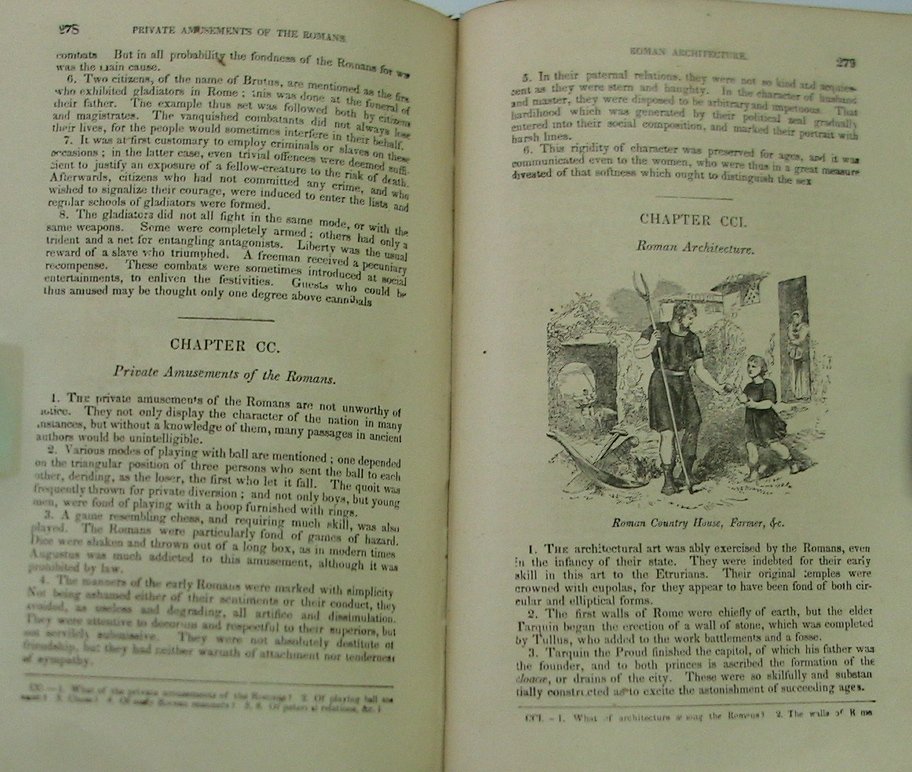 278
PRIVATE AMUSEMENTS OF THE ROMANS.
combats But in all probability the fondness of the Romans for war
was the main cause.
6. Two citizens, of the name of Brutus, are mentioned as the first
who exhibited gladiators in Rome; this was done at the funeral of
their father. The example thus set was followed both by citizens
and magistrates. The vanquished combatants did not always lose
their lives, for the people would sometimes interfere in their behalf.
7. It was at first customary to employ criminals or slaves on these
occasions; in the latter case, even trivial offences were deemed suffi-
cient to justify an exposure of a fellow-creature to the risk of death.
Afterwards, citizens who had not committed any crime, and who
wished to signalize their courage, were induced to enter the lists and
regular schools of gladiators were formed.
8. The gladiators did not all fight in the same mode, or with the
same weapons. Some were completely armed; others had only a
trident and a net for entangling antagonists. Liberty was the usual
reward of a slave who triumphed. A freeman received a pecuniary
recompense. These combats were sometimes introduced at social
entertainments, to enliven the festivities. Guests who could be
thus amused may be thought only one degree above cannibals
CHAPTER CC.
Private Amusements of the Romans.
1. THE private amusements of the Romans are not unworthy of
notice. They not only display the character of the nation in many
instances, but without a knowledge of them, many passages in ancient
authors would be unintelligible.
2. Various modes of playing with ball are mentioned; one depended
on the triangular position of three persons who sent the ball to each
other, deriding, as the loser, the first who let it fall. The quoit was
frequently thrown for private diversion; and not only boys, but young
men, were fond of playing with a hoop furnished with rings.
3. A game resembling chess, and requiring much skill, was also
played. The Romans were particularly fond of games of hazard.
Dice were shaken and thrown out of a long box, as in modern times
Augustus was much addicted to this amusement, although it was
prohibited by law.
4. The manners of the early Romans were marked with simplicity
Not being ashamed either of their sentiments or their conduct, they
avoided, as useless and degrading, all artifice and dissimulation.
They were attentive to decorum and respectful to their superiors, but
not servilely submissive. They were not absolutely destitute of
friendship, but they had neither warmth of attachment nor tenderness
of sympathy.
CC.—1. What of the private amusements of the Romans? 2. Of playing ball
3. Chess? 4. Of early Roman manners? 5, 6. Of paternal relations, &c.?
ROMAN ARCHITECTURE.
279
5. In their paternal relations, they were not so kind and acquies-
cent as they were stern and haughty. In the character of husband
and master, they were disposed to be arbitrary and impetuous. That
hardihood which was generated by their political zeal gradually
entered into their social composition, and marked their portrait with
harsh lines.
6. This rigidity of character was preserved for ages, and it was
communicated even to the women, who were thus in a great measure
divested of that softness which ought to distinguish the sex
CHAPTER CCI.
Roman Architecture.
Roman Country House, Farmer, &c.
1. THE architectural art was ably exercised by the Romans, even
in the infancy of their state. They were indebted for their early
skill in this art to the Etrurians. Their original temples were
crowned with cupolas, for they appear to have been fond of both cir-
cular and elliptical forms.
2. The first walls of Rome were chiefly of earth, but the elder
Tarquin began the erection of a wall of stone, which was completed
by Tullus, who added to the work battlements and a fosse.
3. Tarquin the Proud finished the capitol, of which his father was
the founder, and to both princes is ascribed the formation of the
cloacæ, or drains of the city. These were so skilfully and substan
tially constructed as to excite the astonishment of succeeding ages.
CCI.—1. What of architecture among the Romans? 2. The walls of Rome